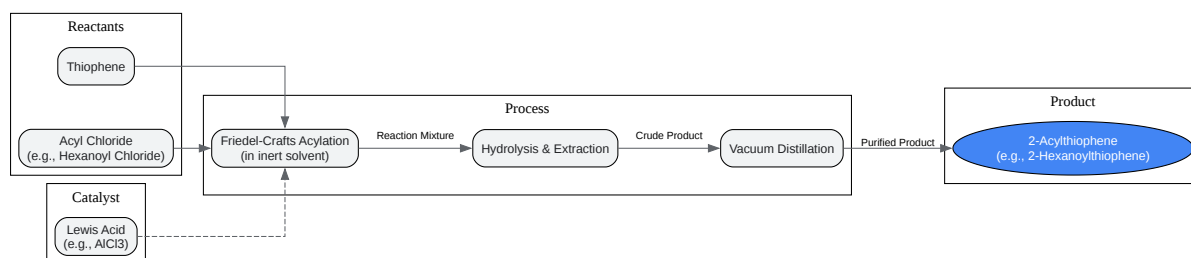 Reactants
Thiophene
Acyl Chloride
(e.g., Hexanoyl Chloride)
Catalyst
Lewis Acid
(e.g., AlCl3)
Process
Friedel-Crafts Acylation
(in inert solvent)
Reaction Mixture
Hydrolysis & Extraction
Crude Product
Vacuum Distillation
Purified Product
Product
2-Acylthiophene
(e.g., 2-Hexanoylthiophene)